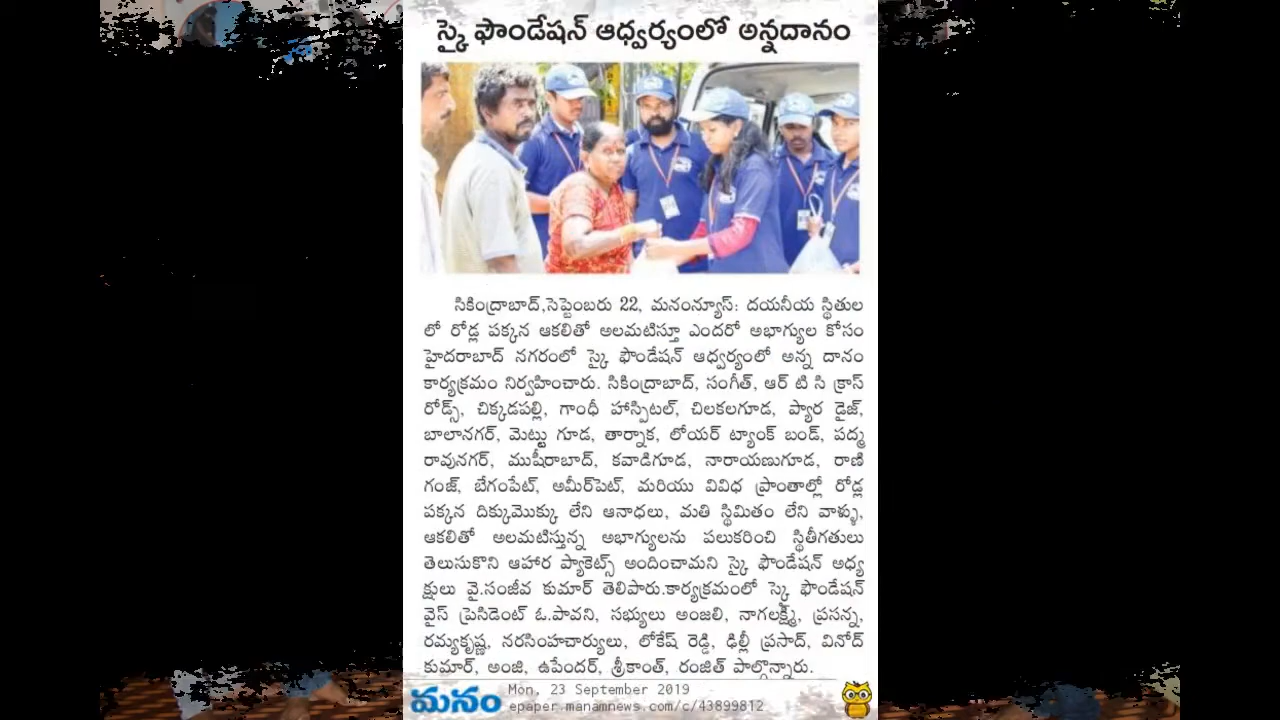 స్కై ఫౌండేషన్ ఆధ్వర్యంలో అన్నదానం
సికింద్రాబాద్,సెప్టెంబరు 22, మనంన్యూస్: దయనీయ స్థితుల
లో రోడ్ల పక్కన ఆకలితో అలమటిస్తూ ఎందరో అభాగ్యుల కోసం
హైదరాబాద్ నగరంలో స్కై ఫౌండేషన్ ఆధ్వర్యంలో అన్న దానం
కార్యక్రమం నిర్వహించారు. సికింద్రాబాద్, సంగీత్, ఆర్ టి సి క్రాస్
రోడ్స్, చిక్కడపల్లి, గాంధీ హాస్పిటల్, చిలకలగూడ, ప్యార డైజ్,
బాలానగర్, మెట్టు గూడ, తార్నాక, లోయర్ ట్యాంక్ బండ్, పద్మ
రావునగర్, ముషీరాబాద్, కవాడిగూడ, నారాయణగూడ, రాణి
గంజ్, బేగంపేట్, అమీర్‌పెట్, మరియు వివిధ ప్రాంతాల్లో రోడ్ల
పక్కన దిక్కుమొక్కు లేని ఆనాధలు, మతి స్థిమితం లేని వాళ్ళు,
ఆకలితో అలమటిస్తున్న అభాగ్యులను పలుకరించి స్థితీగతులు
తెలుసుకొని ఆహార ప్యాకెట్స్ అందించామని స్కై ఫౌండేషన్ అధ్య
క్షులు వై.సంజీవ కుమార్ తెలిపారు.కార్యక్రమంలో స్కై ఫౌండేషన్
వైస్ ప్రెసిడెంట్ ఓ.పావని, సభ్యులు అంజలి, నాగలక్ష్మి, ప్రసన్న,
రమ్యకృష్ణ, నరసింహచార్యులు, లోకేష్ రెడ్డి, ఢిల్లీ ప్రసాద్, వినోద్
కుమార్, అంజి, ఉపేందర్, శ్రీకాంత్, రంజిత్ పాల్గొన్నారు.
మనం
Mon, 23 September 2019
epaper.manamnews.com/c/43899812